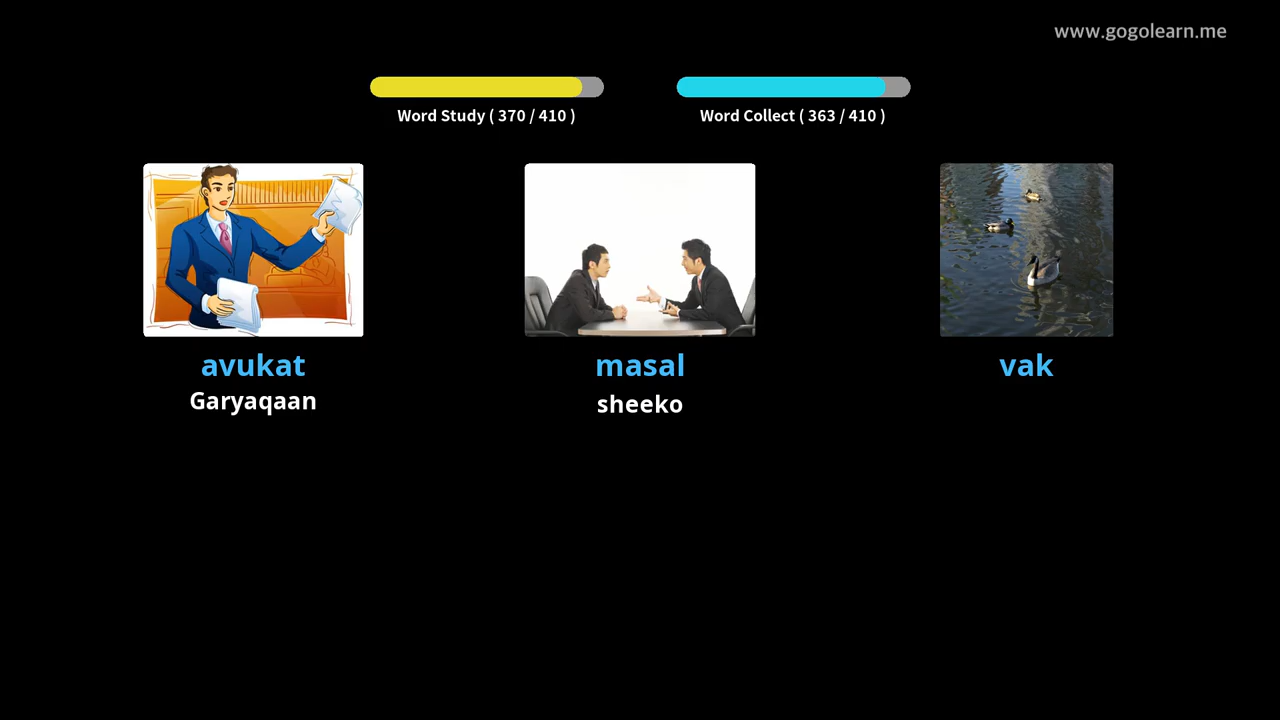 www.gogolearn.me
Word Study ( 370 / 410 )
Word Collect ( 363 / 410 )
avukat
Garyaqaan
masal
sheeko
vak